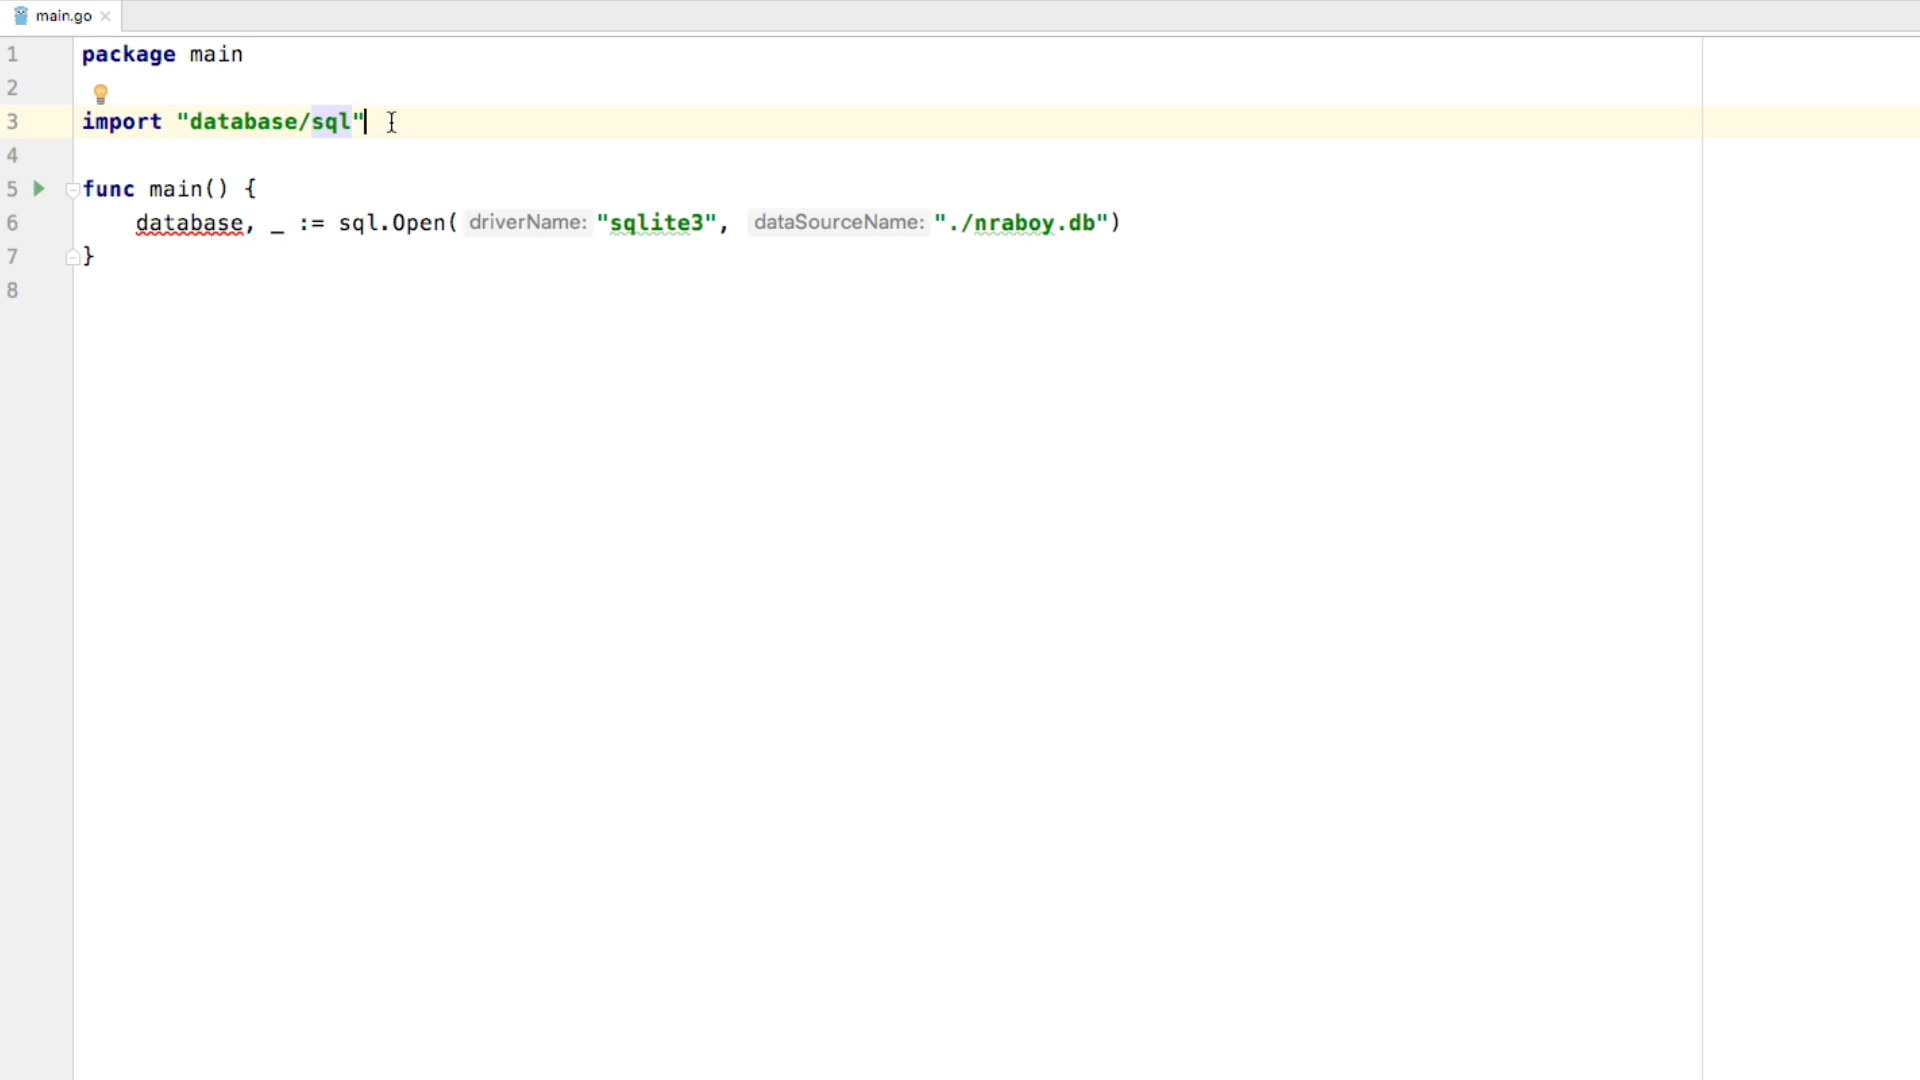 main.go
1 package main
2
3 import "database/sql"
4
5 func main() {
6 database, _ := sql.Open( driverName: "sqlite3", dataSourceName: "./nraboy.db")
7 }
8